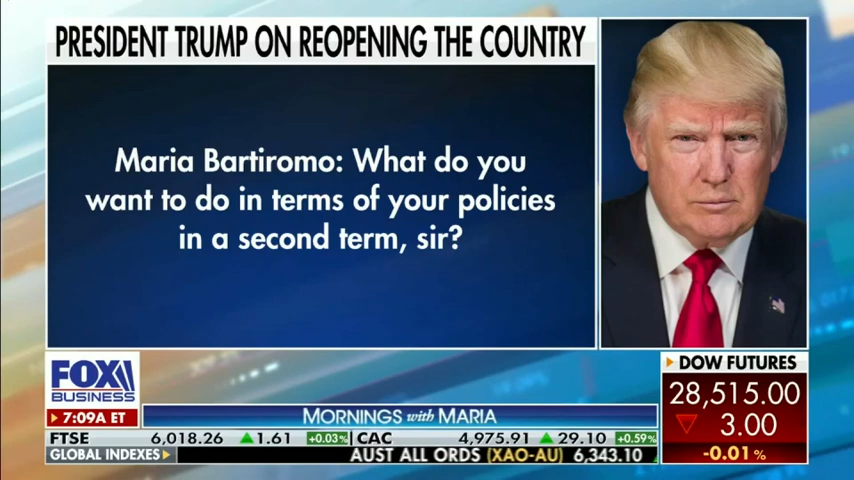 PRESIDENT TRUMP ON REOPENING THE COUNTRY
Maria Bartiromo: What do you
want to do in terms of your policies
in a second term, sir?
FOX
BUSINESS
7:09A ET
MORNINGS with MARIA
DOW FUTURES
28,515.00
3.00
-0.01%
FTSE 6,018.26 1.61 +0.03% CAC 4,975.91 29.10 +0.59%
GLOBAL INDEXES AUST ALL ORDS (XAO-AU) 6,343.10